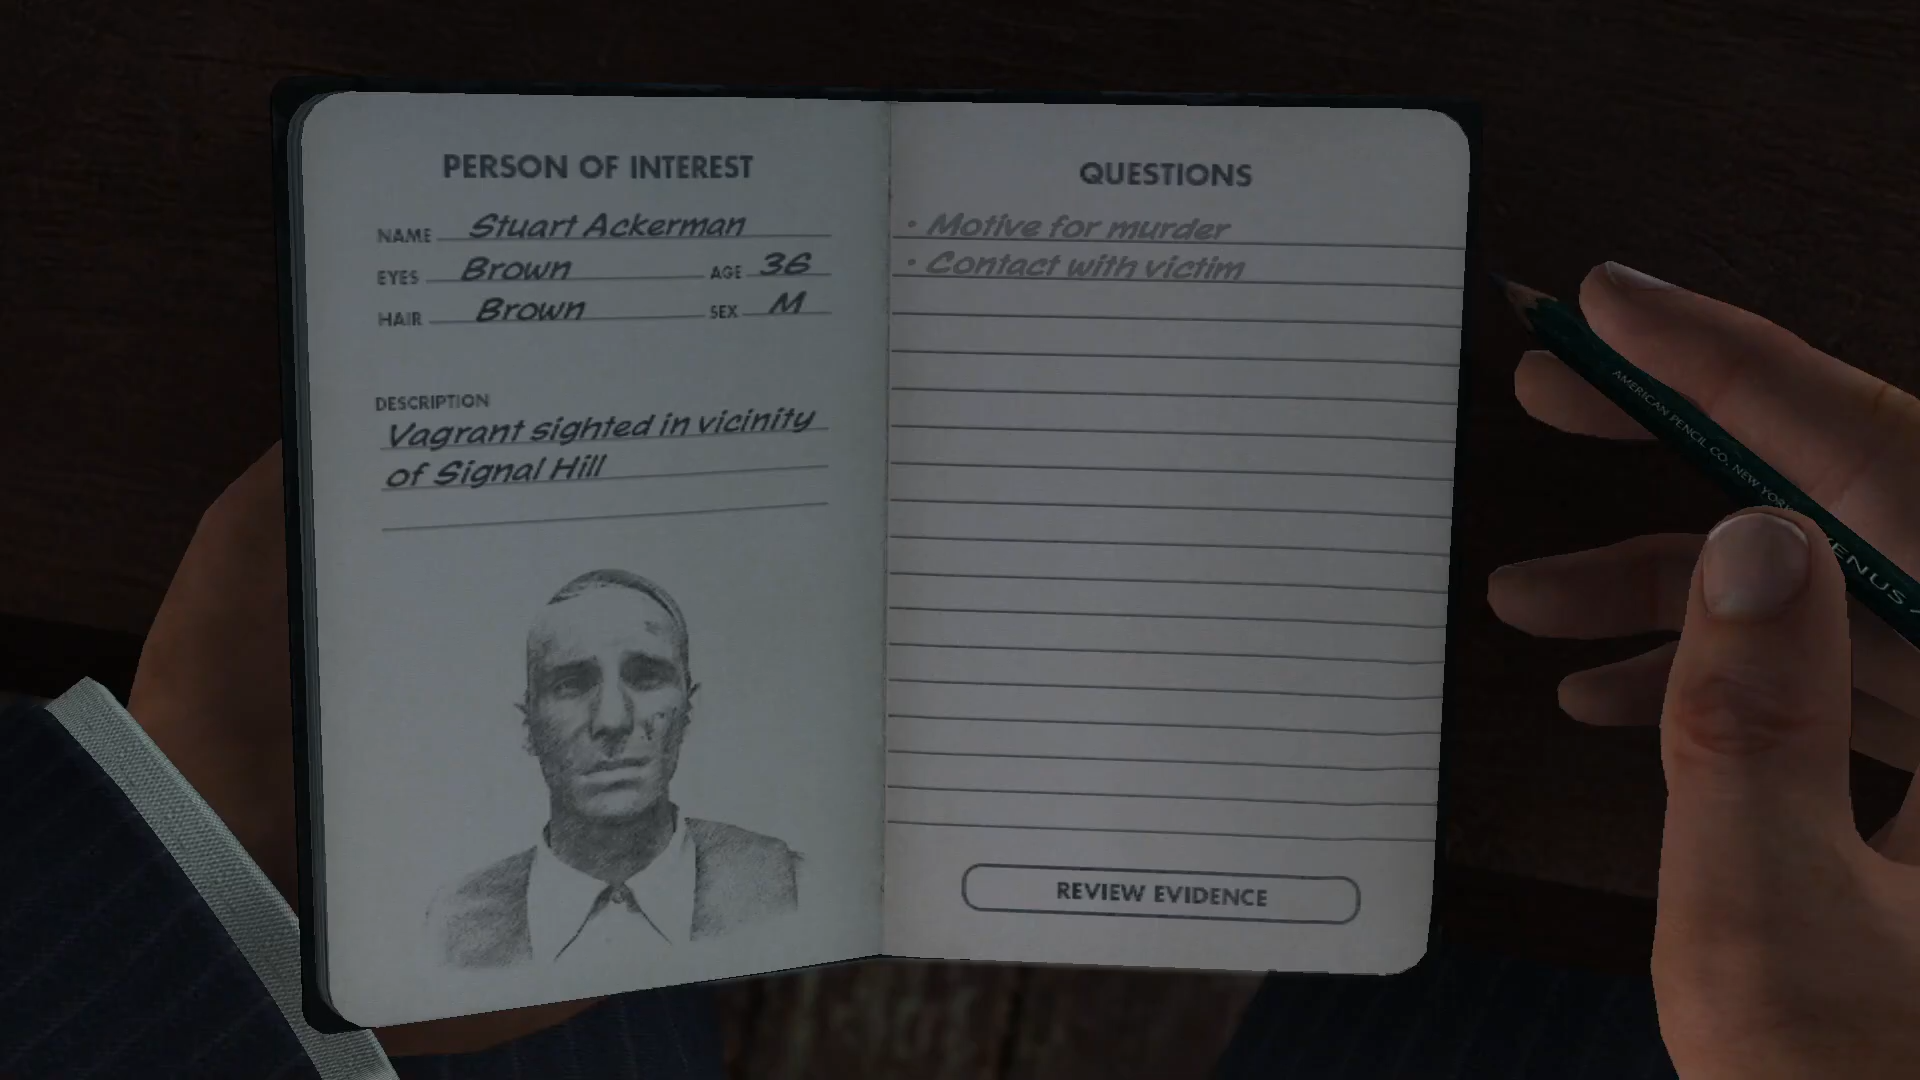 PERSON OF INTEREST
NAME Stuart Ackerman
EYES Brown AGE 36
HAIR Brown SEX M
DESCRIPTION
Vagrant sighted in vicinity
of Signal Hill
QUESTIONS
• Motive for murder
• Contact with victim
REVIEW EVIDENCE
AMERICAN PENCIL CO. NEW YORK
VENUS